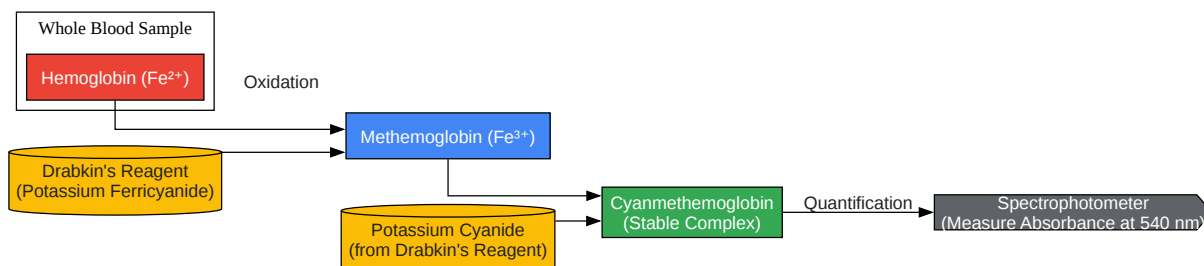 Whole Blood Sample
Hemoglobin (Fe²⁺)
Oxidation
Methemoglobin (Fe³⁺)
Drabkin's Reagent
(Potassium Ferricyanide)
Cyanmethemoglobin
(Stable Complex)
Quantification
Spectrophotometer
(Measure Absorbance at 540 nm)
Potassium Cyanide
(from Drabkin's Reagent)